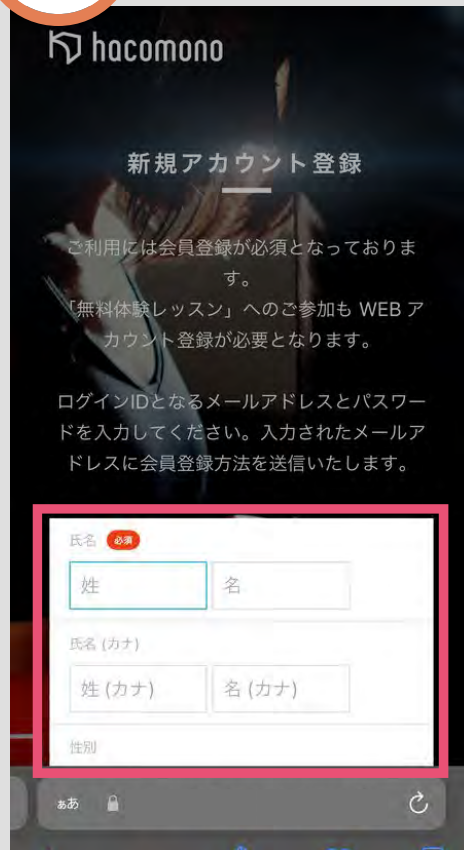 hacomono
新規アカウント登録
ご利用には会員登録が必須となっておりま
す。
「無料体験レッスン」へのご参加も WEB ア
カウント登録が必要となります。
ログインIDとなるメールアドレスとパスワー
ドを入力してください。入力されたメールア
ドレスに会員登録方法を送信いたします。
氏名 必須
姓 名
氏名 (カナ)
姓 (カナ) 名 (カナ)
性別
ぁあ